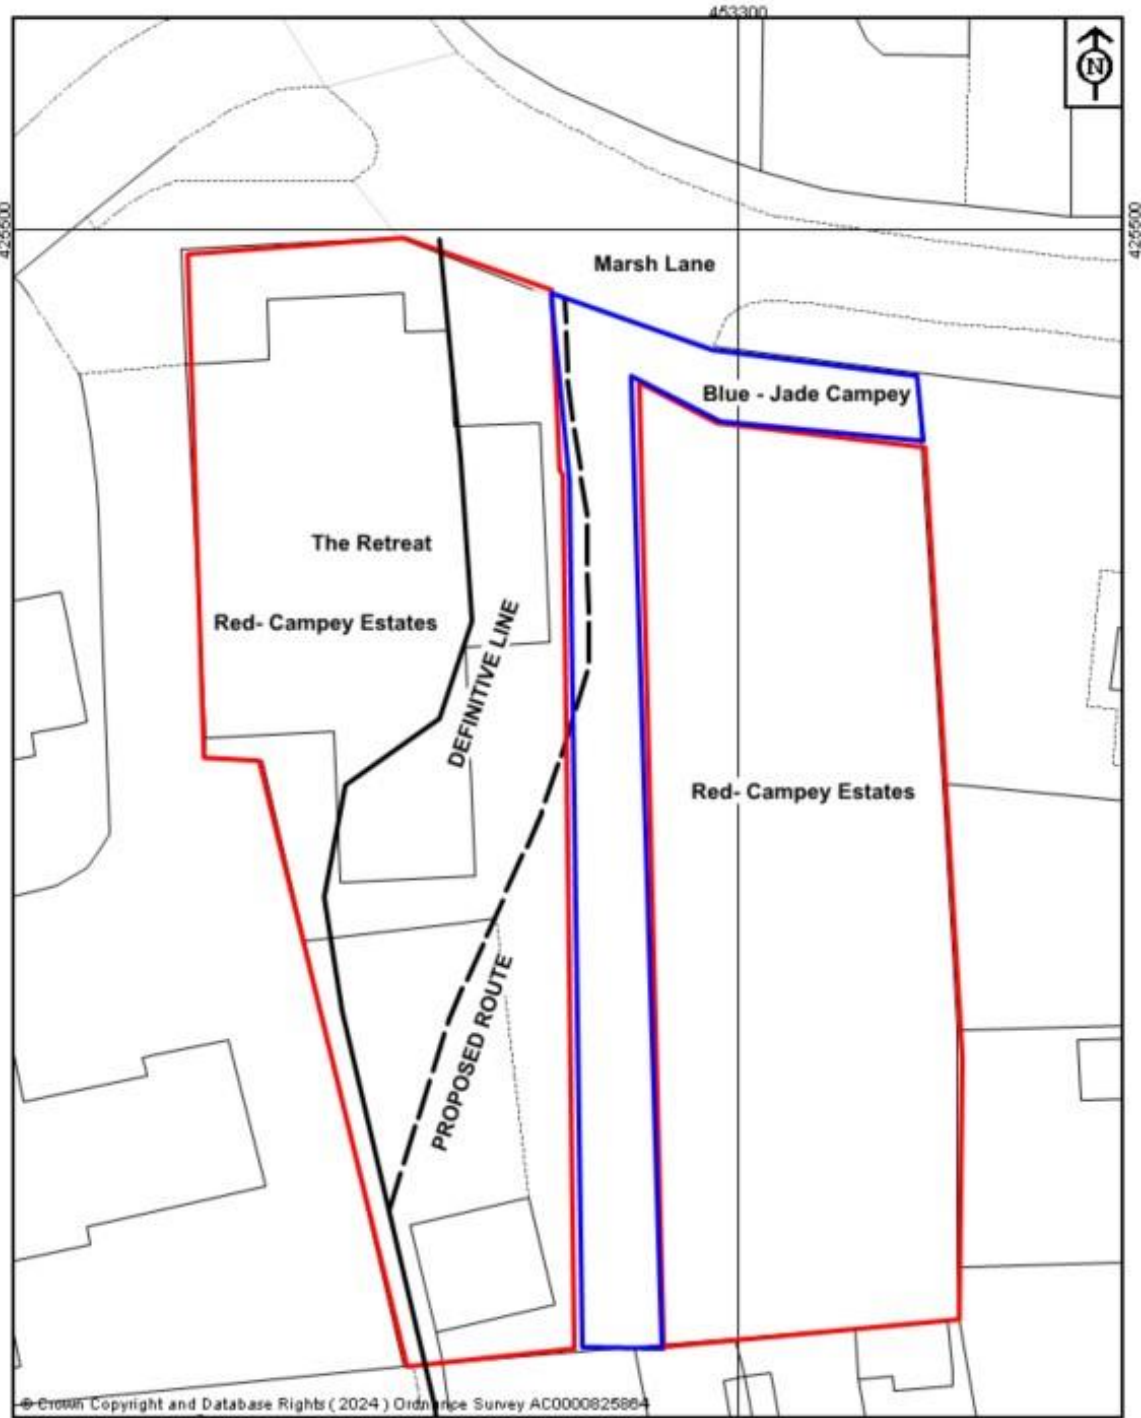 453300
N
425500
425500
Marsh Lane
Blue - Jade Campey
The Retreat
Red- Campey Estates
DEFINITIVE LINE
Red- Campey Estates
PROPOSED ROUTE
© Crown Copyright and Database Rights ( 2024 ) Ordnance Survey AC0000825864